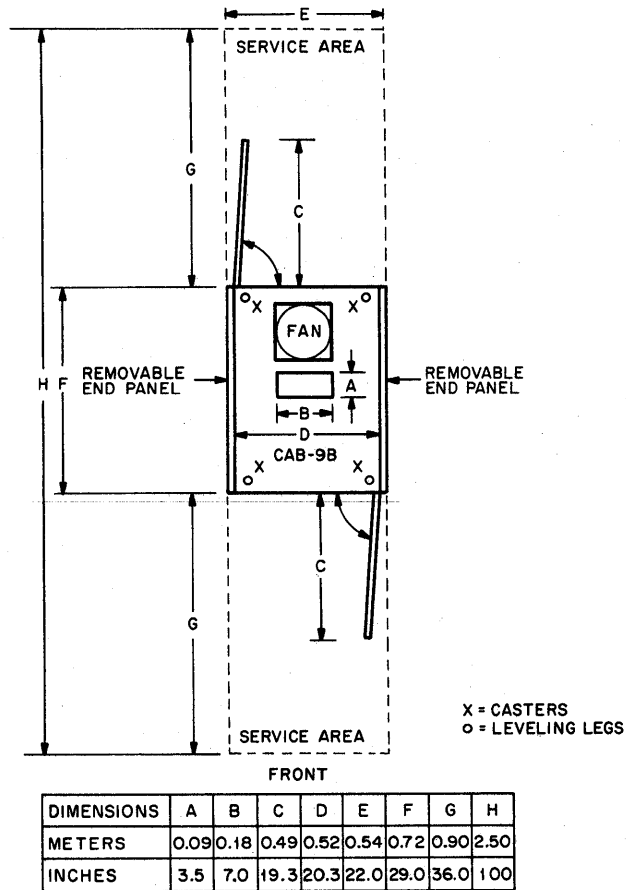 E
SERVICE AREA
G
C
X X
FAN
H F
REMOVABLE
END PANEL
A
REMOVABLE
END PANEL
B
D
CAB-9B
X X
C
G
X = CASTERS
O = LEVELING LEGS
SERVICE AREA
FRONT
DIMENSIONS A B C D E F G H
METERS 0.09 0.18 0.49 0.52 0.54 0.72 0.90 2.50
INCHES 3.5 7.0 19.3 20.3 22.0 29.0 36.0 100